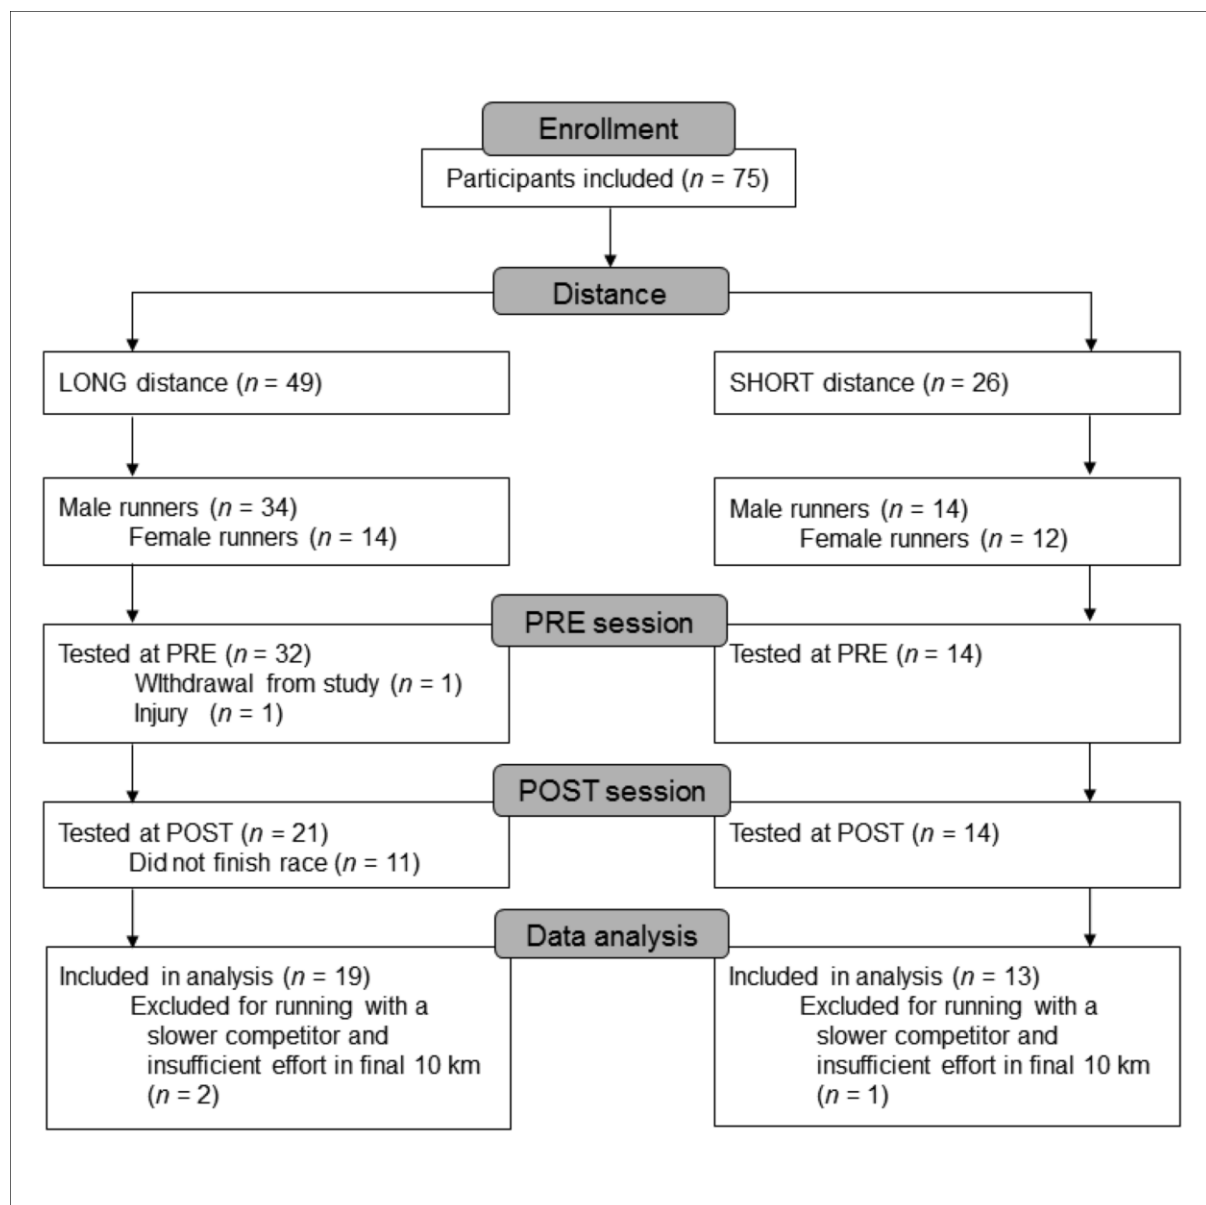 Enrollment
Participants included (n = 75)
Distance
LONG distance (n = 49)
SHORT distance (n = 26)
Male runners (n = 34)
Female runners (n = 14)
Male runners (n = 14)
Female runners (n = 12)
PRE session
Tested at PRE (n = 32)
WIthdrawal from study (n = 1)
Injury (n = 1)
Tested at PRE (n = 14)
POST session
Tested at POST (n = 21)
Did not finish race (n = 11)
Tested at POST (n = 14)
Data analysis
Included in analysis (n = 19)
Excluded for running with a
slower competitor and
insufficient effort in final 10 km
(n = 2)
Included in analysis (n = 13)
Excluded for running with a
slower competitor and
insufficient effort in final 10 km
(n = 1)